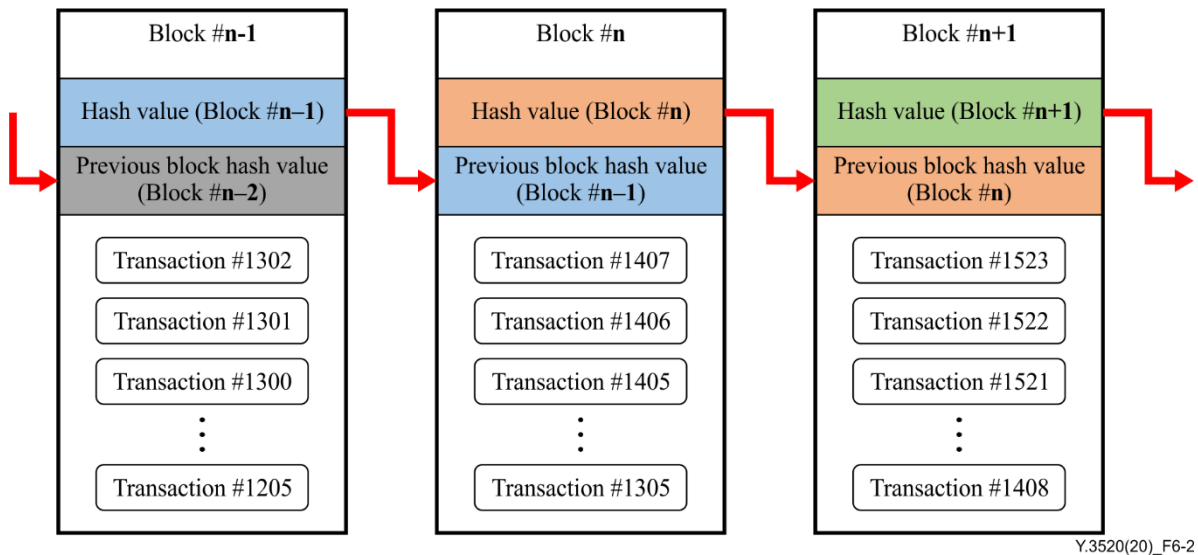 Block #n-1
Hash value (Block #n–1)
Previous block hash value
(Block #n–2)
Transaction #1302
Transaction #1301
Transaction #1300
Transaction #1205
Block #n
Hash value (Block #n)
Previous block hash value
(Block #n–1)
Transaction #1407
Transaction #1406
Transaction #1405
Transaction #1305
Block #n+1
Hash value (Block #n+1)
Previous block hash value
(Block #n)
Transaction #1523
Transaction #1522
Transaction #1521
Transaction #1408
Y.3520(20)_F6-2